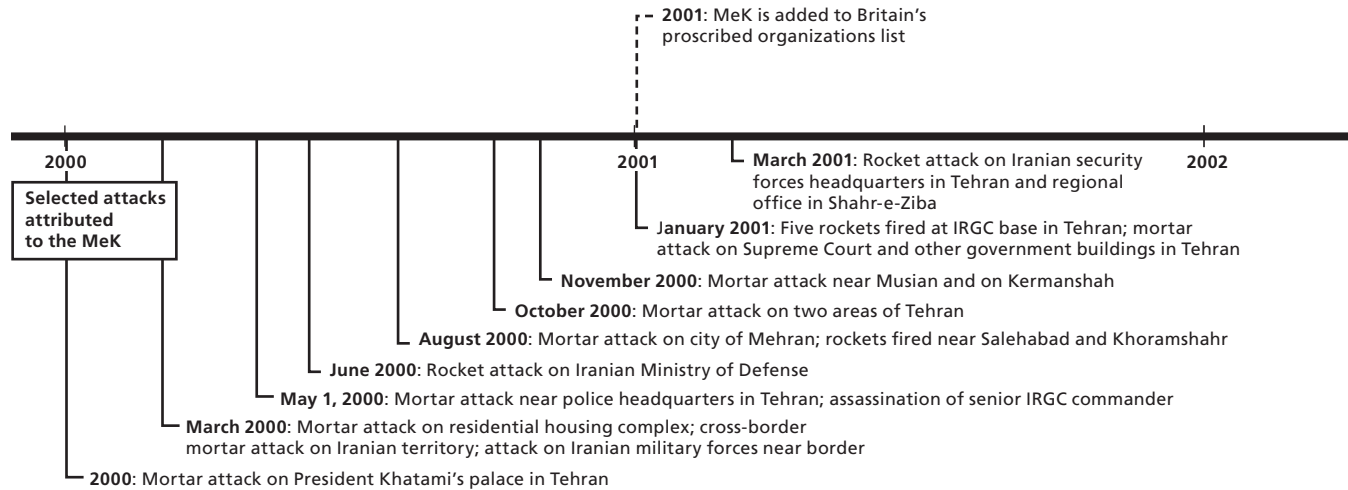 2001: MeK is added to Britain’s
proscribed organizations list
2000
2001
2002
Selected attacks
attributed
to the MeK
March 2001: Rocket attack on Iranian security
forces headquarters in Tehran and regional
office in Shahr-e-Ziba
January 2001: Five rockets fired at IRGC base in Tehran; mortar
attack on Supreme Court and other government buildings in Tehran
November 2000: Mortar attack near Musian and on Kermanshah
October 2000: Mortar attack on two areas of Tehran
August 2000: Mortar attack on city of Mehran; rockets fired near Salehabad and Khoramshahr
June 2000: Rocket attack on Iranian Ministry of Defense
May 1, 2000: Mortar attack near police headquarters in Tehran; assassination of senior IRGC commander
March 2000: Mortar attack on residential housing complex; cross-border
mortar attack on Iranian territory; attack on Iranian military forces near border
2000: Mortar attack on President Khatami’s palace in Tehran